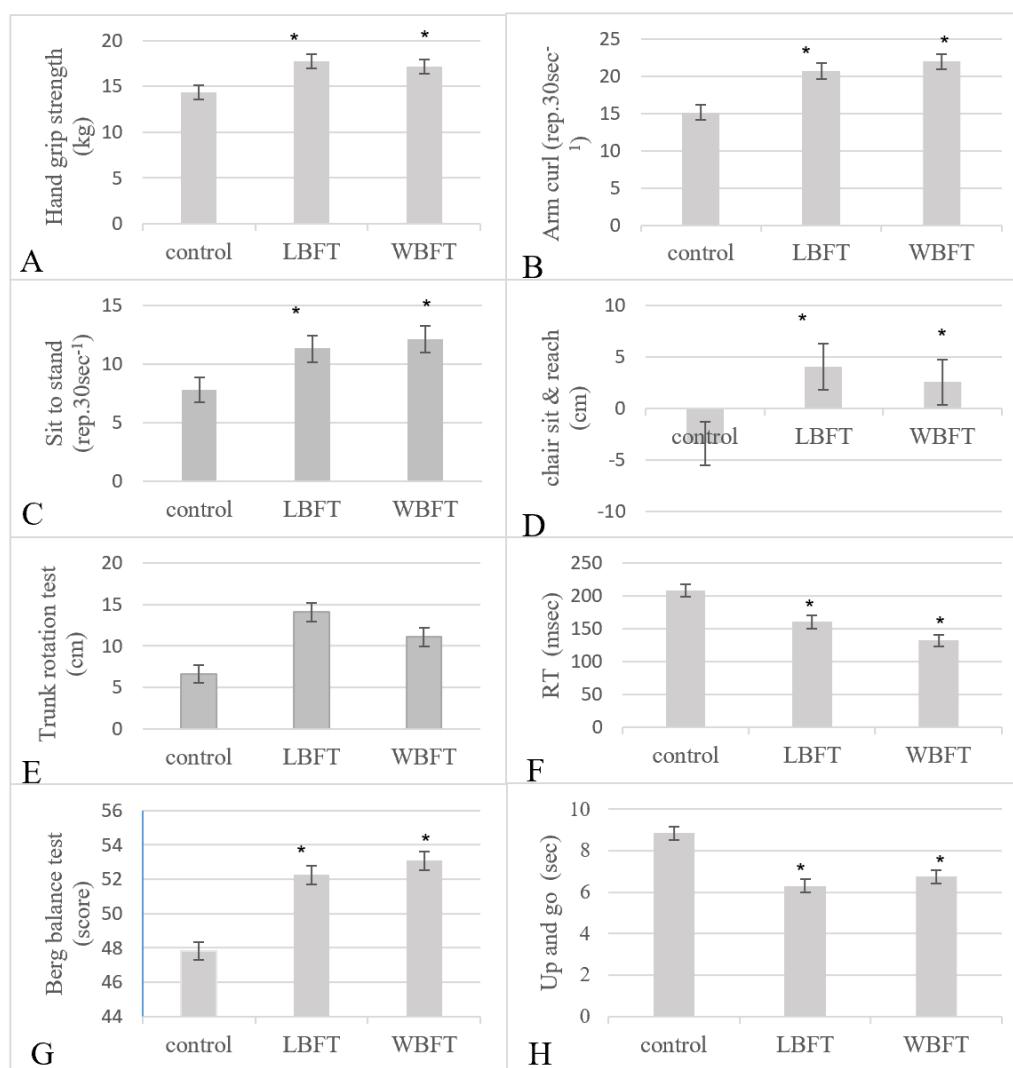 Hand grip strength
(kg)
20
15
10
5
0
* *
control LBFT WBFT
A
Arm curl (rep.30sec-
1)
25
20
15
10
5
0
* *
control LBFT WBFT
B
Sit to stand
(rep.30sec-1)
15
10
5
0
* *
control LBFT WBFT
C
chair sit & reach
(cm)
10
5
0
-5
-10
* *
control LBFT WBFT
D
Trunk rotation test
(cm)
20
15
10
5
0
control LBFT WBFT
E
RT (msec)
250
200
150
100
50
0
* *
control LBFT WBFT
F
Berg balance test
(score)
56
54
52
50
48
46
44
* *
control LBFT WBFT
G
Up and go (sec)
10
8
6
4
2
0
* *
control LBFT WBFT
H